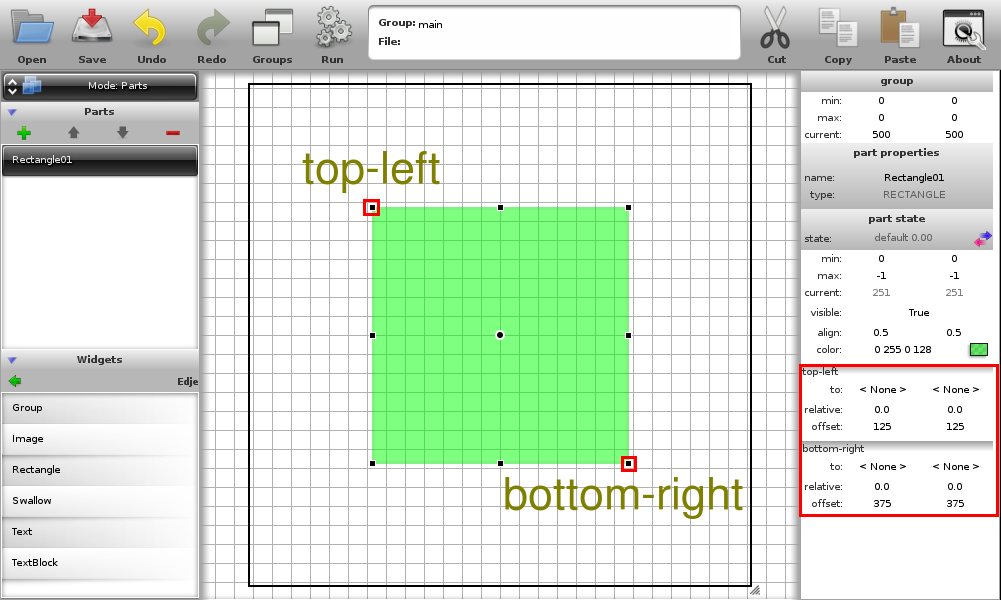 Open Save Undo Redo Groups Run
Group: main
File:
Cut Copy Paste About
Mode: Parts
Parts
Rectangle01
Widgets
Edje
Group
Image
Rectangle
Swallow
Text
TextBlock
top-left
bottom-right
group
min: 0 0
max: 0 0
current: 500 500
part properties
name: Rectangle01
type: RECTANGLE
part state
state: default 0.00
min: 0 0
max: -1 -1
current: 251 251
visible: True
align: 0.5 0.5
color: 0 255 0 128
top-left
to: < None > < None >
relative: 0.0 0.0
offset: 125 125
bottom-right
to: < None > < None >
relative: 0.0 0.0
offset: 375 375